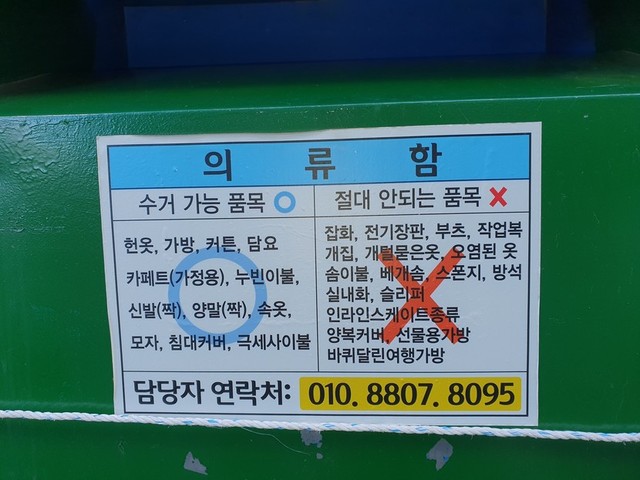 의 류 함
수거 가능 품목
절대 안되는 품목
헌옷, 가방, 커튼, 담요
카페트(가정용), 누빈이불,
신발(짝), 양말(짝), 속옷,
모자, 침대커버, 극세사이불
잡화, 전기장판, 부츠, 작업복
개집, 개털묻은옷, 오염된 옷
솜이불, 베개솜, 스폰지, 방석
실내화, 슬리퍼
인라인스케이트종류
양복커버, 선물용가방
바퀴달린여행가방
담당자 연락처: 010. 8807. 8095